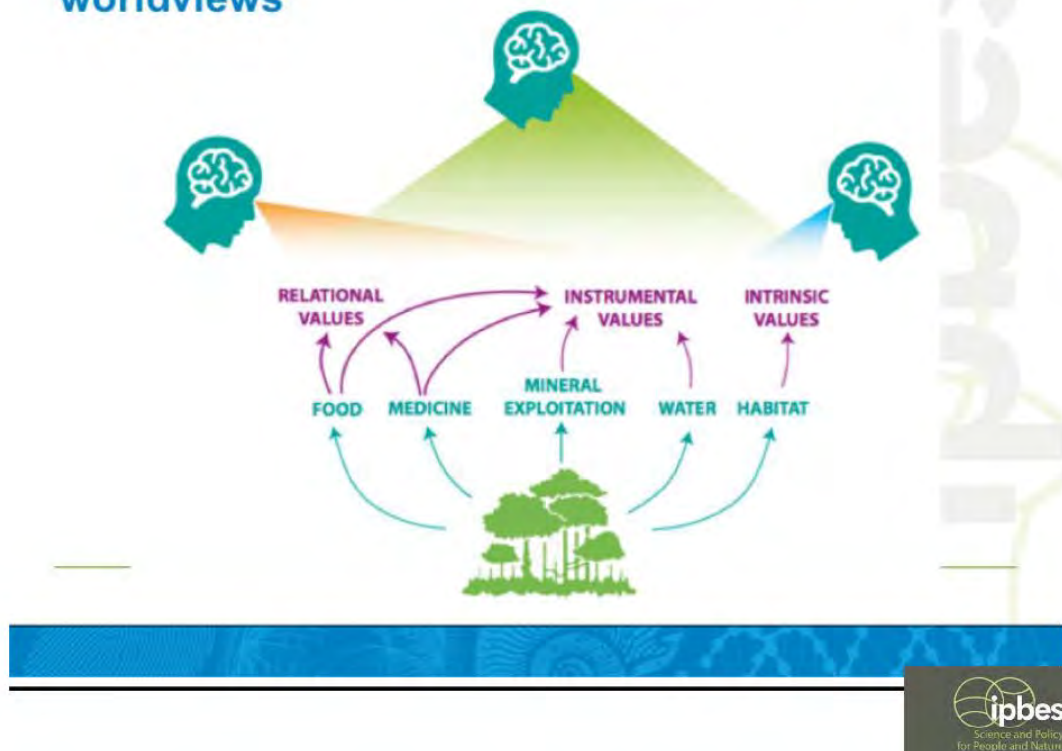 worldviews
RELATIONAL
VALUES
INSTRUMENTAL
VALUES
INTRINSIC
VALUES
FOOD
MEDICINE
MINERAL
EXPLOITATION
WATER
HABITAT
ipbes
Science and Policy
for People and Nature